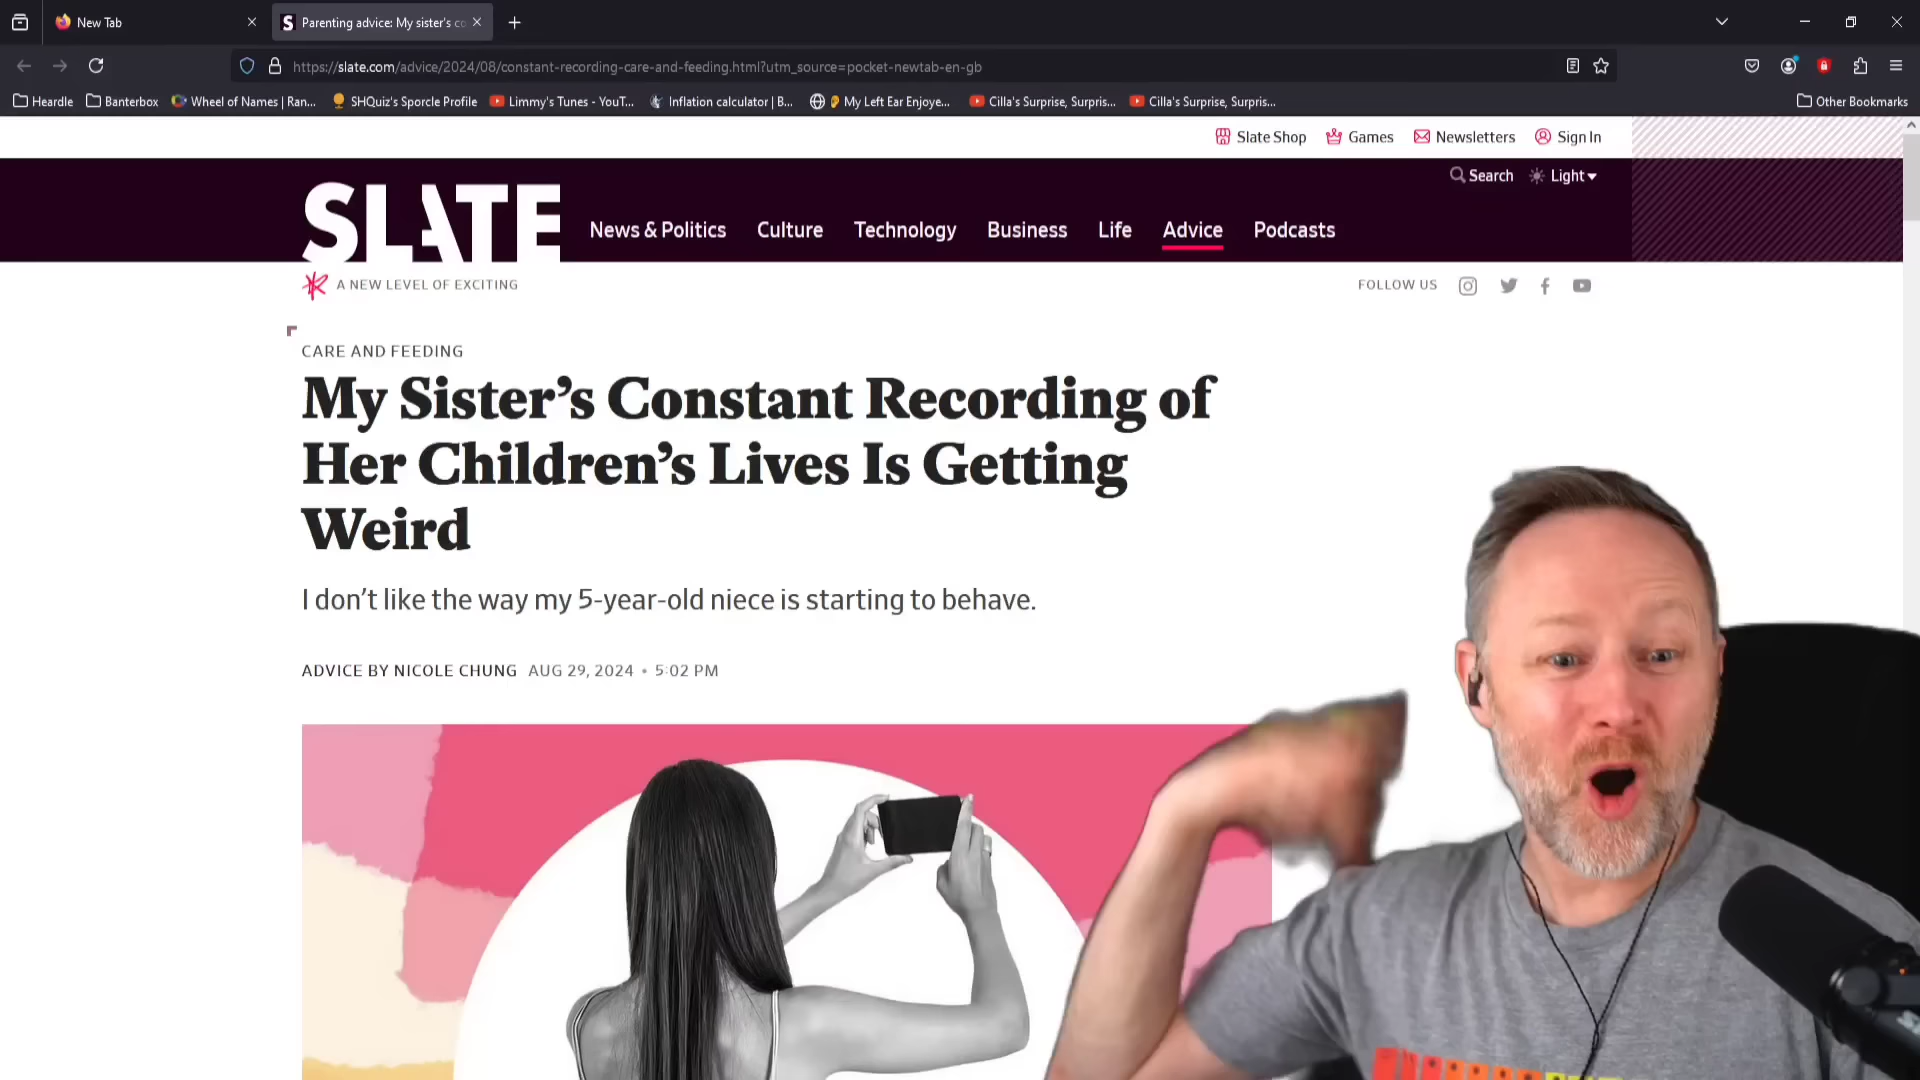 New Tab
Parenting advice: My sister's co
https://slate.com/advice/2024/08/constant-recording-care-and-feeding.html?utm_source=pocket-newtab-en-gb
Heardle
Banterbox
Wheel of Names | Ran...
SHQuiz's Sporcle Profile
Limmy's Tunes - YouT...
Inflation calculator | B...
My Left Ear Enjoye...
Cilla's Surprise, Surpris...
Cilla's Surprise, Surpris...
Other Bookmarks
Slate Shop
Games
Newsletters
Sign In
Search
Light
SLATE
News & Politics
Culture
Technology
Business
Life
Advice
Podcasts
A NEW LEVEL OF EXCITING
FOLLOW US
CARE AND FEEDING
My Sister’s Constant Recording of
Her Children’s Lives Is Getting
Weird
I don’t like the way my 5-year-old niece is starting to behave.
ADVICE BY NICOLE CHUNG AUG 29, 2024 • 5:02 PM